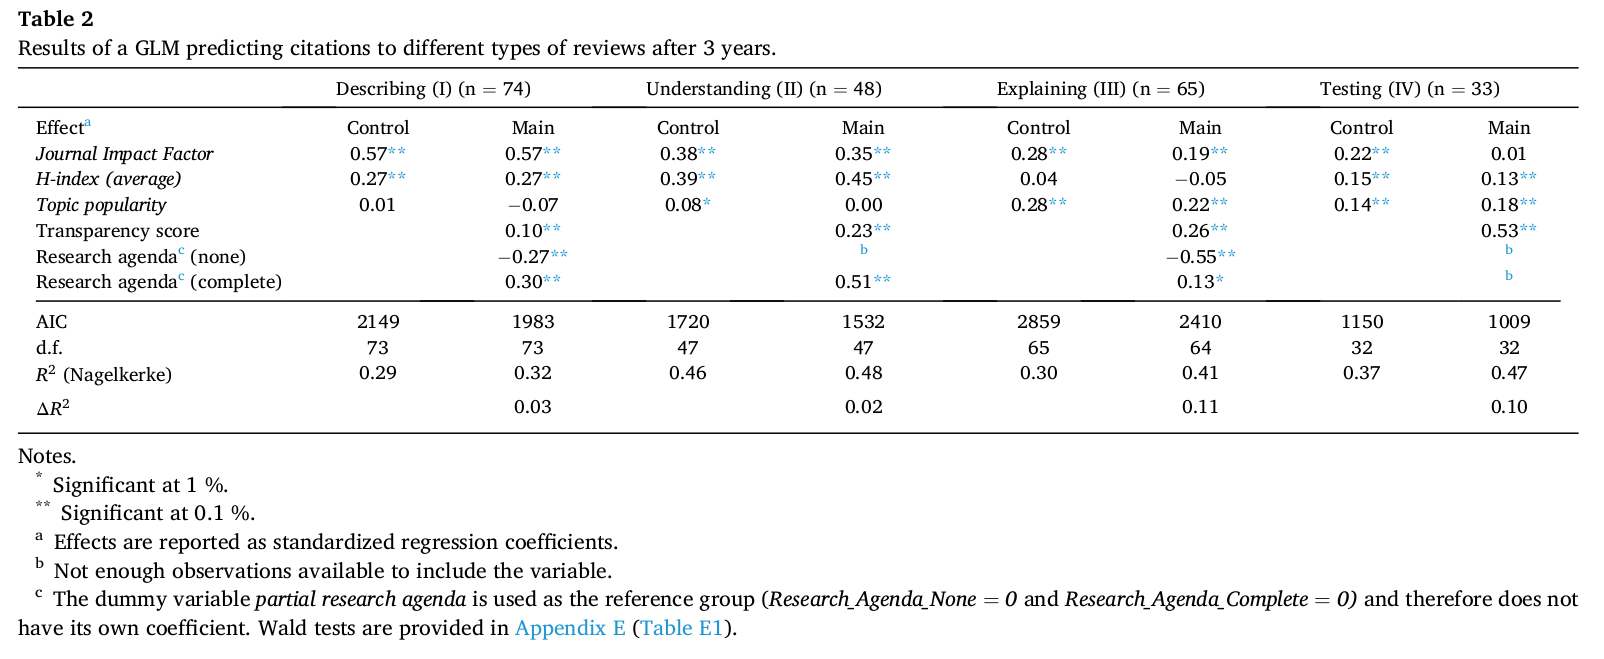 Table 2
Results of a GLM predicting citations to different types of reviews after 3 years.
Describing (I) (n = 74) Understanding (II) (n = 48) Explaining (III) (n = 65) Testing (IV) (n = 33)
Effect^a Control Main Control Main Control Main Control Main
Journal Impact Factor 0.57** 0.57** 0.38** 0.35** 0.28** 0.19** 0.22** 0.01
H-index (average) 0.27** 0.27** 0.39** 0.45** 0.04 −0.05 0.15** 0.13**
Topic popularity 0.01 −0.07 0.08* 0.00 0.28** 0.22** 0.14** 0.18**
Transparency score 0.10** 0.23** 0.26** 0.53**
Research agenda^c (none) −0.27** b −0.55** b
Research agenda^c (complete) 0.30** 0.51** 0.13* b
AIC 2149 1983 1720 1532 2859 2410 1150 1009
d.f. 73 73 47 47 65 64 32 32
R² (Nagelkerke) 0.29 0.32 0.46 0.48 0.30 0.41 0.37 0.47
ΔR² 0.03 0.02 0.11 0.10
Notes.
* Significant at 1 %.
** Significant at 0.1 %.
a Effects are reported as standardized regression coefficients.
b Not enough observations available to include the variable.
c The dummy variable partial research agenda is used as the reference group (Research_Agenda_None = 0 and Research_Agenda_Complete = 0) and therefore does not
have its own coefficient. Wald tests are provided in Appendix E (Table E1).